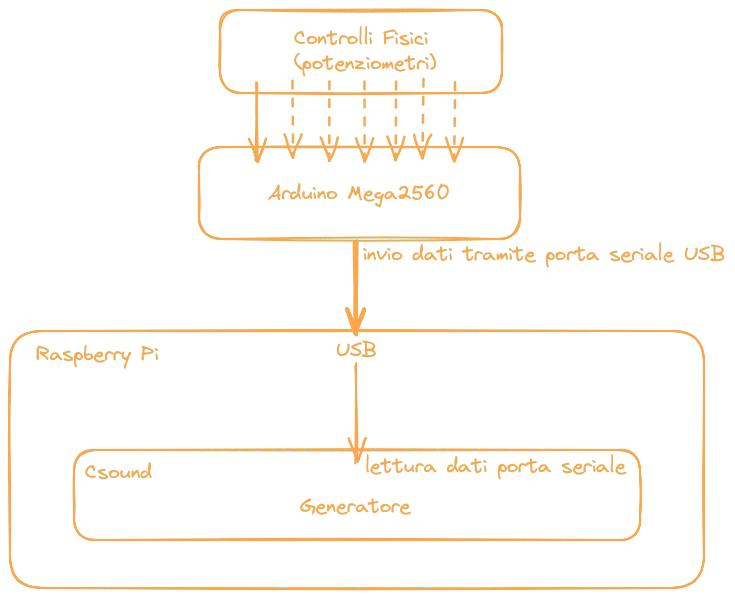 Controlli Fisici
(potenziometri)
Arduino Mega2560
invio dati tramite porta seriale USB
Raspberry Pi
USB
Csound
lettura dati porta seriale
Generatore